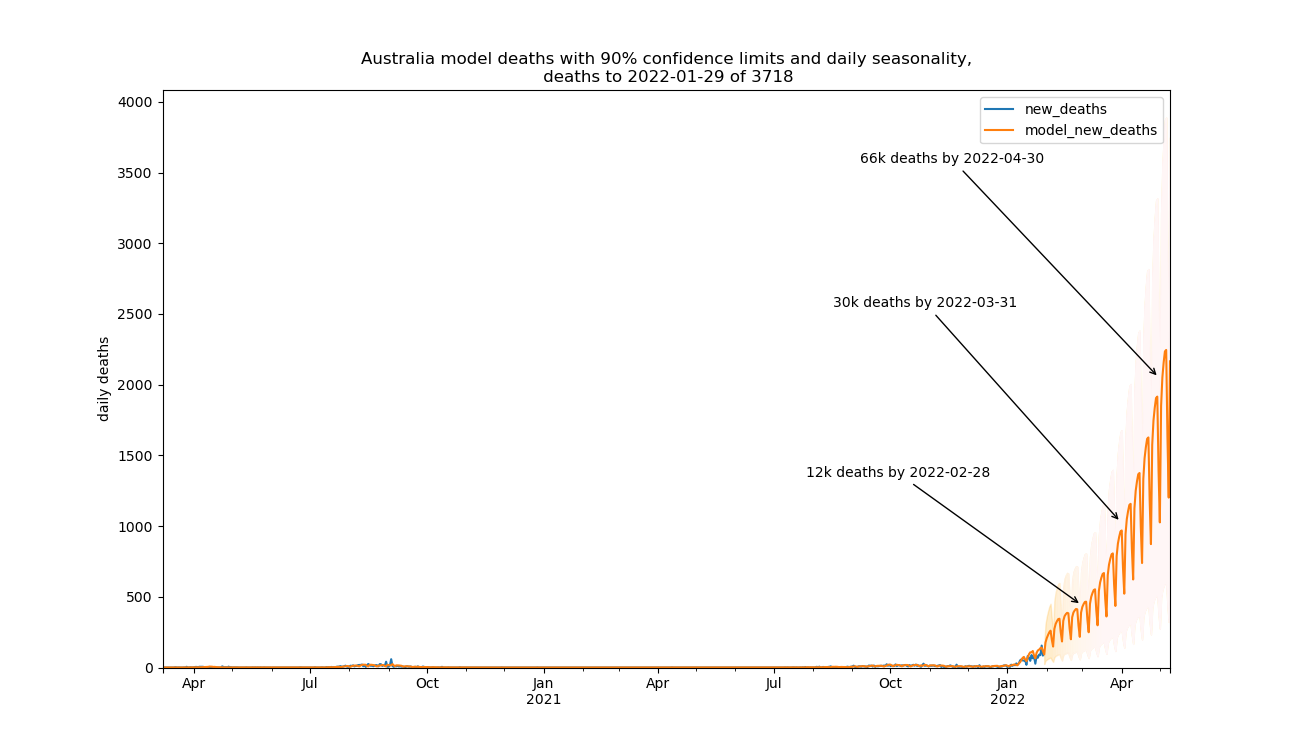 Australia model deaths with 90% confidence limits and daily seasonality,
deaths to 2022-01-29 of 3718
new_deaths
model_new_deaths
66k deaths by 2022-04-30
30k deaths by 2022-03-31
12k deaths by 2022-02-28
daily deaths
4000
3500
3000
2500
2000
1500
1000
500
0
Apr
Jul
Oct
Jan
2021
Apr
Jul
Oct
Jan
2022
Apr